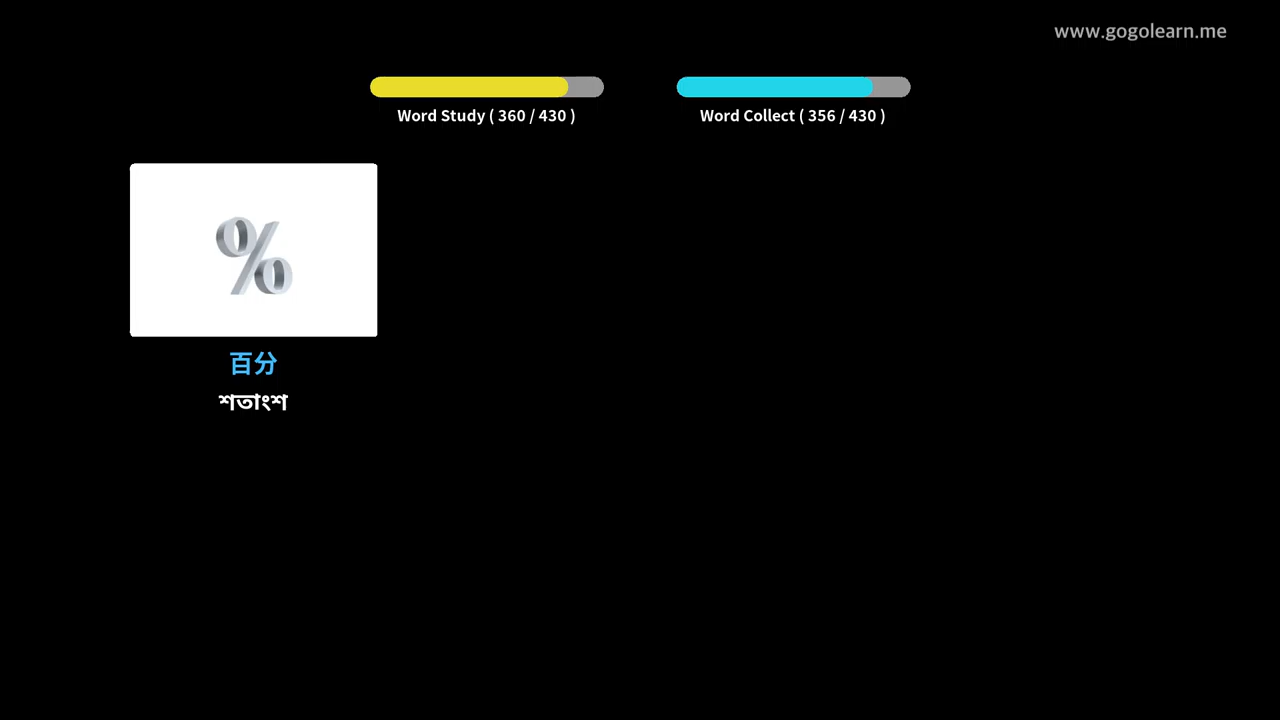 www.gogolearn.me
Word Study ( 360 / 430 )
Word Collect ( 356 / 430 )
%
百分
শতাংশ